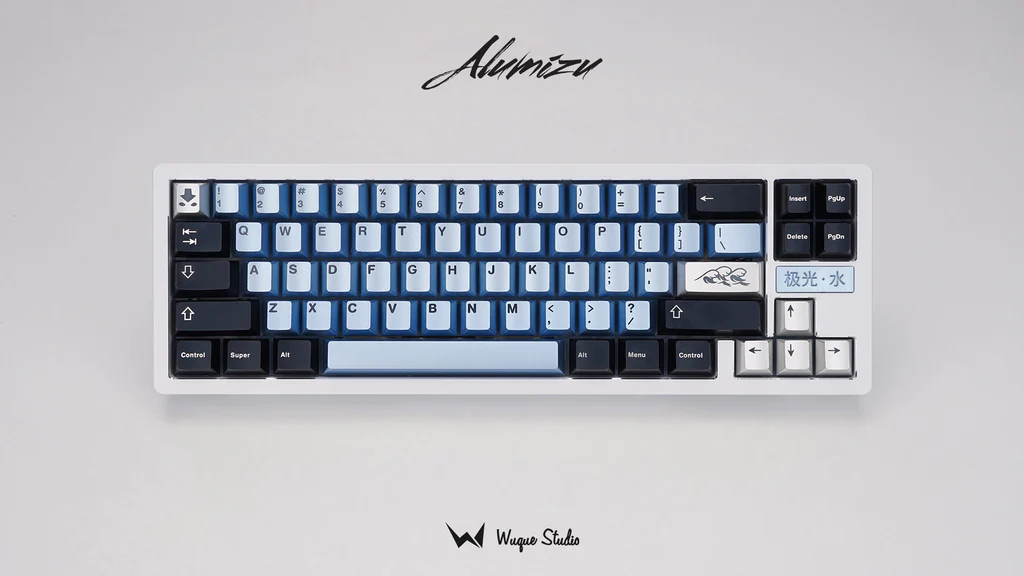 Alumizu
! 1 @ 2 # 3 $ 4 % 5 ^ 6 & 7 * 8 ( 9 ) 0 + = _ - ← Insert PgUp
Q W E R T Y U I O P { [ } ] | \ Delete PgDn
A S D F G H J K L : ; " ' 极光·水
Z X C V B N M < , > . ? / ↑
Control Super Alt Alt Menu Control ← ↓ →
Wuque Studio